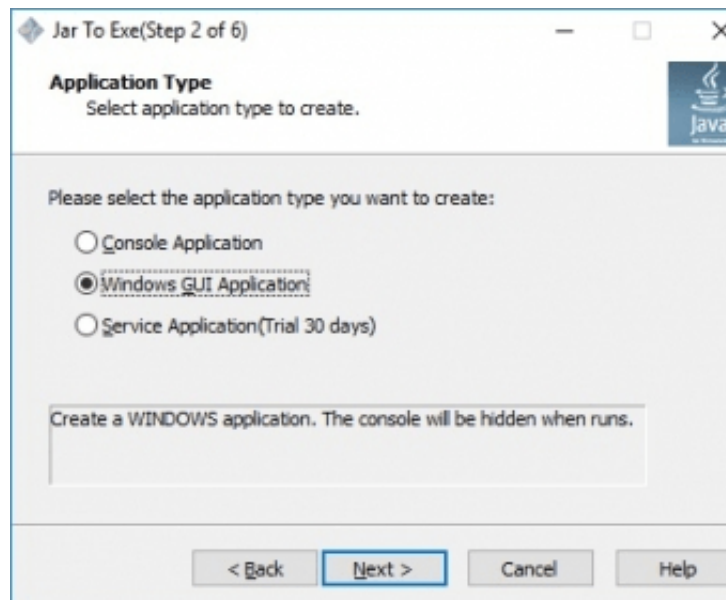 Jar To Exe(Step 2 of 6)
Application Type
Select application type to create.
Java
Please select the application type you want to create:
Console Application
Windows GUI Application
Service Application(Trial 30 days)
Create a WINDOWS application. The console will be hidden when runs.
< Back Next > Cancel Help